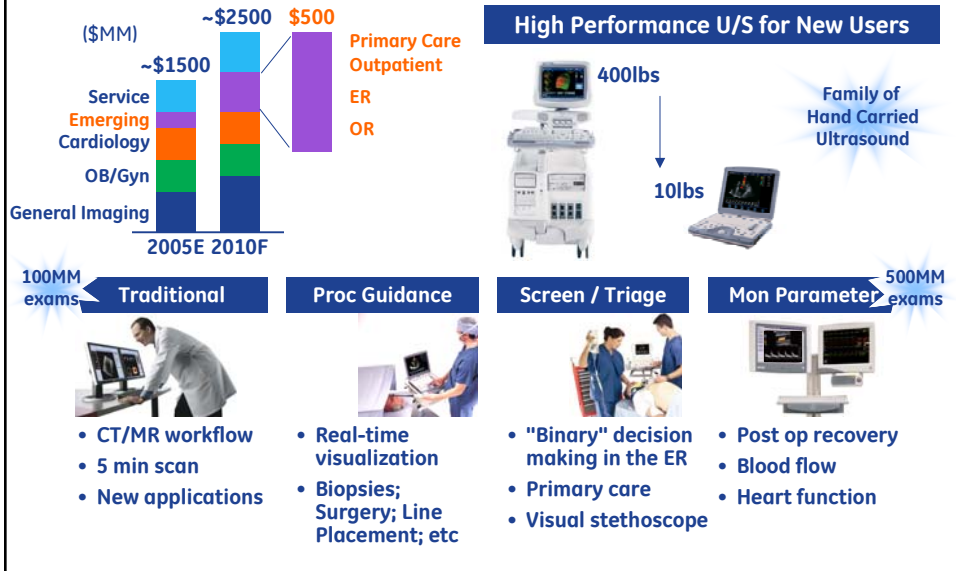 ($MM)
~$1500
~$2500
$500
Service
Emerging
Cardiology
OB/Gyn
General Imaging
2005E 2010F
Primary Care
Outpatient
ER
OR
High Performance U/S for New Users
400lbs
10lbs
Family of
Hand Carried
Ultrasound
100MM
exams
Traditional
Proc Guidance
Screen / Triage
Mon Parameter
500MM
exams
• CT/MR workflow
• 5 min scan
• New applications
• Real-time
visualization
• Biopsies;
Surgery; Line
Placement; etc
• "Binary" decision
making in the ER
• Primary care
• Visual stethoscope
• Post op recovery
• Blood flow
• Heart function